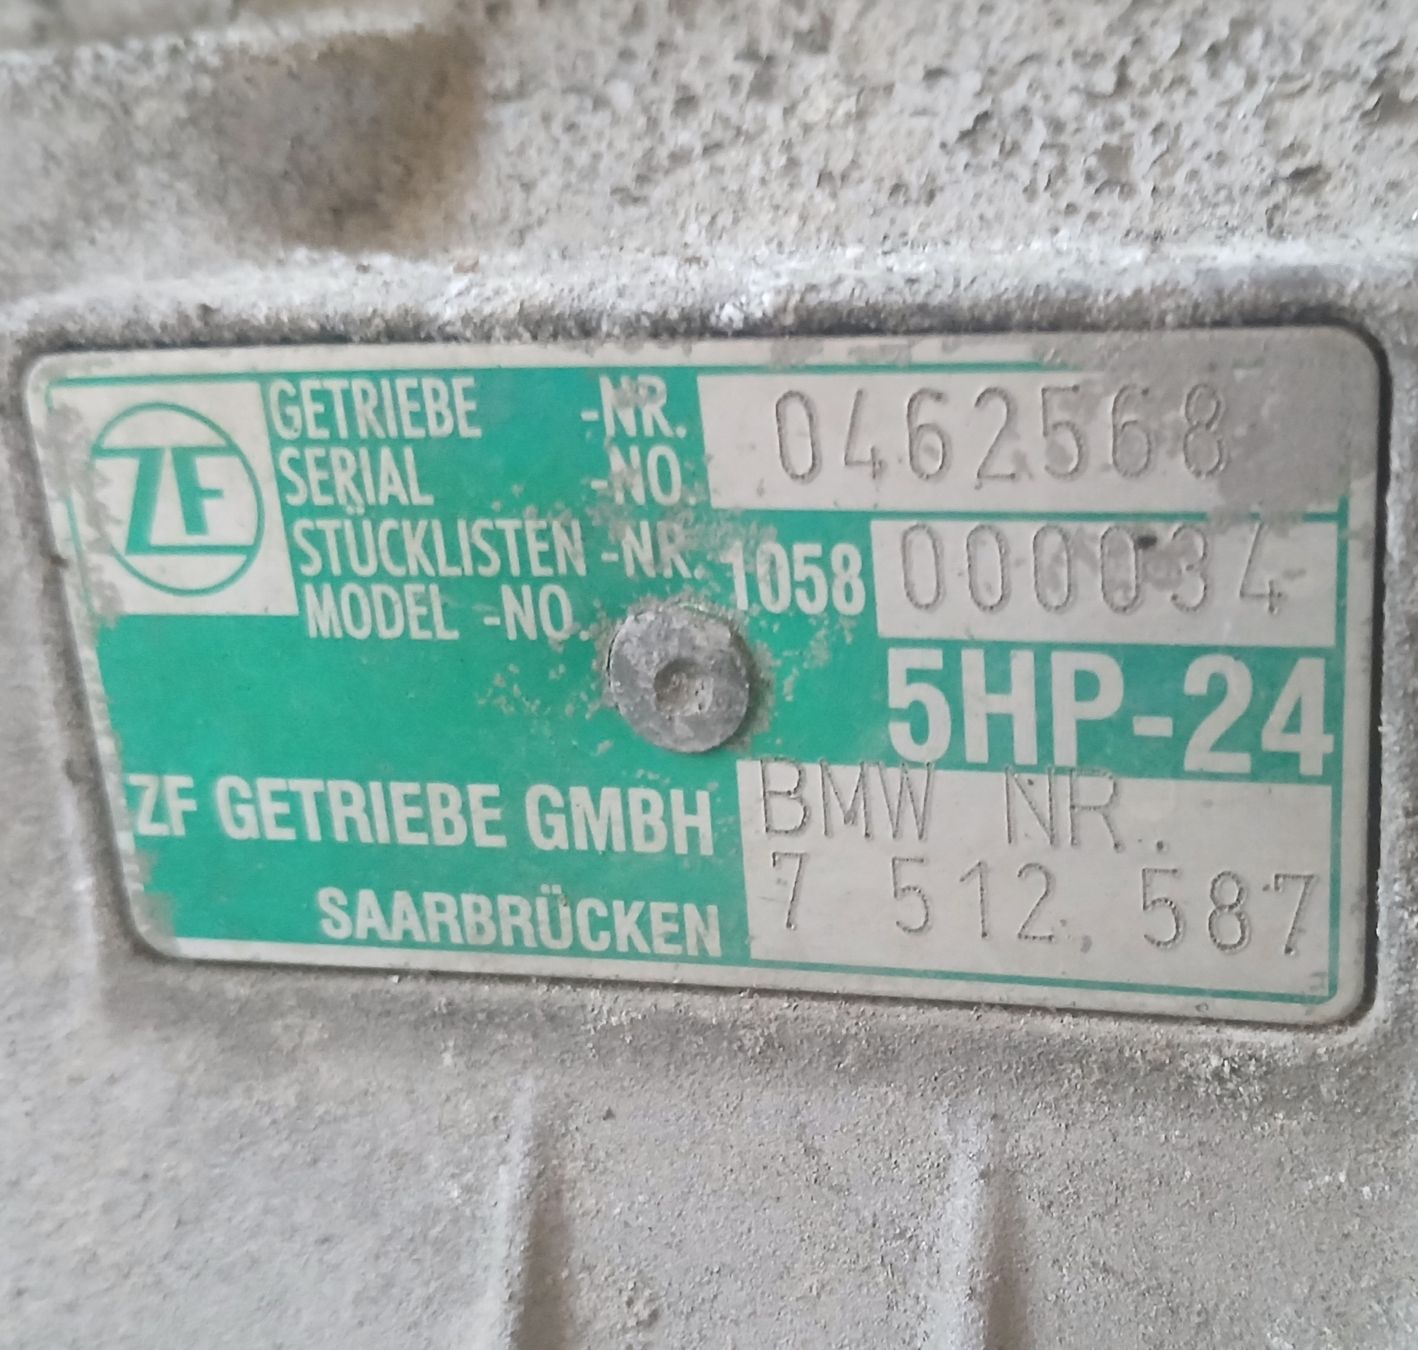 ZF
GETRIEBE -NR. 0462568
SERIAL -NO.
STÜCKLISTEN -NR. 1058 000034
MODEL -NO.
5HP-24
ZF GETRIEBE GMBH
SAARBRÜCKEN
BMW NR.
7 512.587